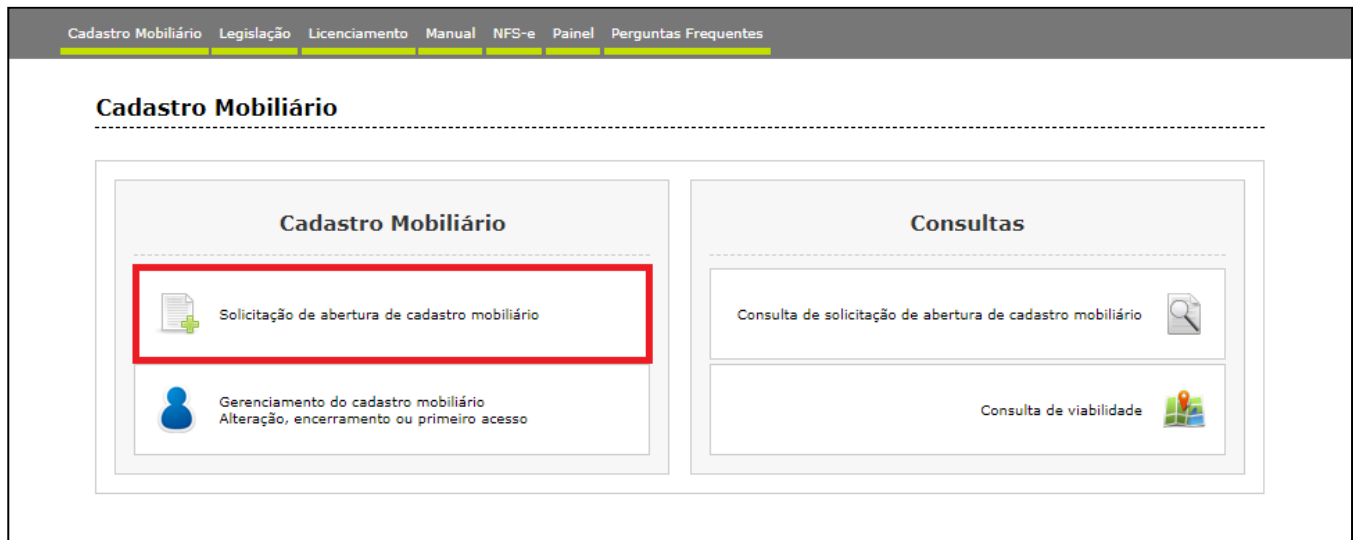 Cadastro Mobiliário Legislação Licenciamento Manual NFS-e Painel Perguntas Frequentes
Cadastro Mobiliário
Cadastro Mobiliário
Solicitação de abertura de cadastro mobiliário
Gerenciamento do cadastro mobiliário
Alteração, encerramento ou primeiro acesso
Consultas
Consulta de solicitação de abertura de cadastro mobiliário
Consulta de viabilidade